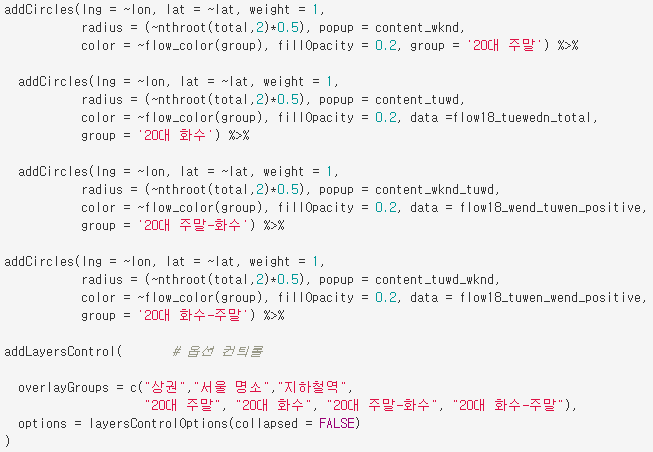 addCircles(lng = ~lon, lat = ~lat, weight = 1,
radius = (~nthroot(total,2)*0.5), popup = content_wknd,
color = ~flow_color(group), fillOpacity = 0.2, group = '20대 주말') %>%
addCircles(lng = ~lon, lat = ~lat, weight = 1,
radius = (~nthroot(total,2)*0.5), popup = content_tuwd,
color = ~flow_color(group), fillOpacity = 0.2, data =flow18_tuewedn_total,
group = '20대 화수') %>%
addCircles(lng = ~lon, lat = ~lat, weight = 1,
radius = (~nthroot(total,2)*0.5), popup = content_wknd_tuwd,
color = ~flow_color(group), fillOpacity = 0.2, data = flow18_wend_tuwen_positive,
group = '20대 주말-화수') %>%
addCircles(lng = ~lon, lat = ~lat, weight = 1,
radius = (~nthroot(total,2)*0.5), popup = content_tuwd_wknd,
color = ~flow_color(group), fillOpacity = 0.2, data = flow18_tuwen_wend_positive,
group = '20대 화수-주말') %>%
addLayersControl( # 옵션 컨틔롤
overlayGroups = c("상권","서울 명소","지하철역",
"20대 주말", "20대 화수", "20대 주말-화수", "20대 화수-주말"),
options = layersControlOptions(collapsed = FALSE)
)